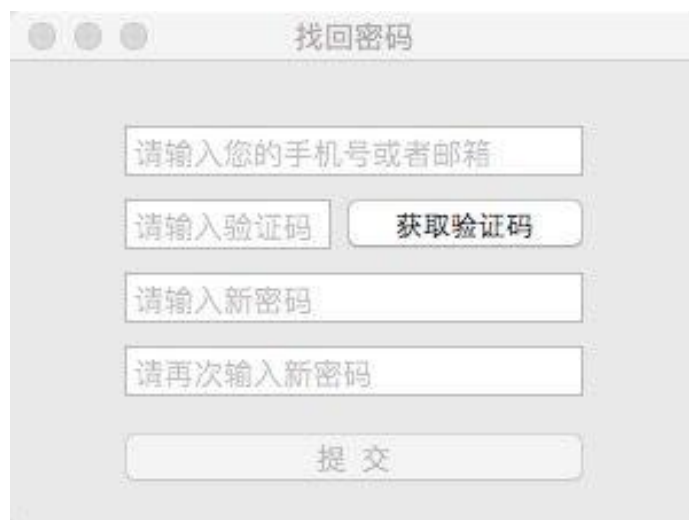 找回密码
请输入您的手机号或者邮箱
请输入验证码 获取验证码
请输入新密码
请再次输入新密码
提 交